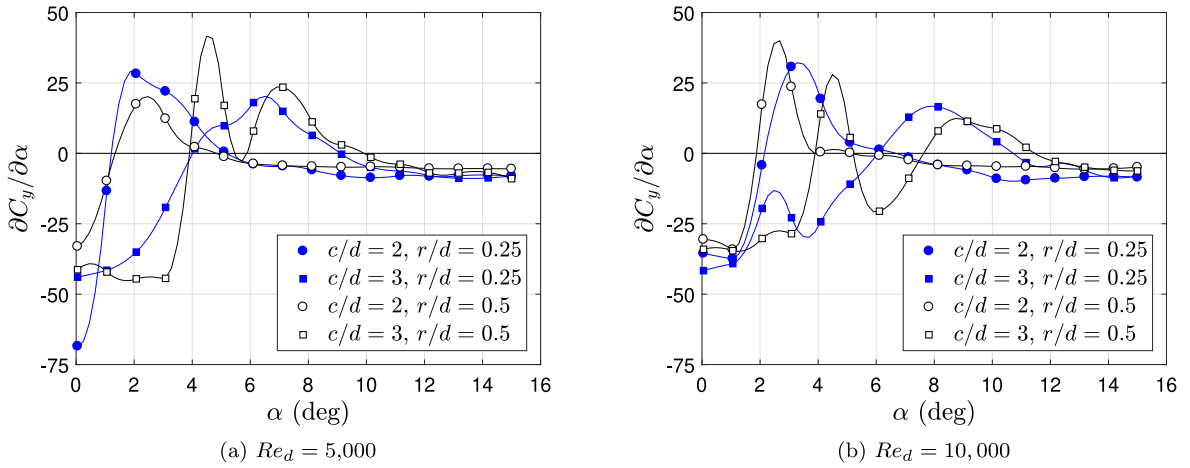 50
25
0
-25
-50
-75
∂C_y/∂α
c/d = 2, r/d = 0.25
c/d = 3, r/d = 0.25
c/d = 2, r/d = 0.5
c/d = 3, r/d = 0.5
0 2 4 6 8 10 12 14 16
α (deg)
(a) Re_d = 5,000
50
25
0
-25
-50
-75
∂C_y/∂α
c/d = 2, r/d = 0.25
c/d = 3, r/d = 0.25
c/d = 2, r/d = 0.5
c/d = 3, r/d = 0.5
0 2 4 6 8 10 12 14 16
α (deg)
(b) Re_d = 10,000